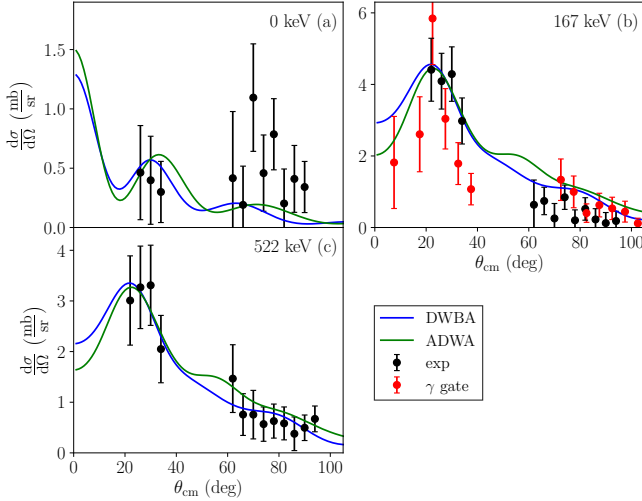 0 keV (a)
1.5
1.0
0.5
0.0
dσ/dΩ (mb/sr)
167 keV (b)
6
4
2
0
0 20 40 60 80 100
θcm (deg)
522 keV (c)
4
3
2
1
0
dσ/dΩ (mb/sr)
0 20 40 60 80 100
θcm (deg)
DWBA
ADWA
exp
γ gate